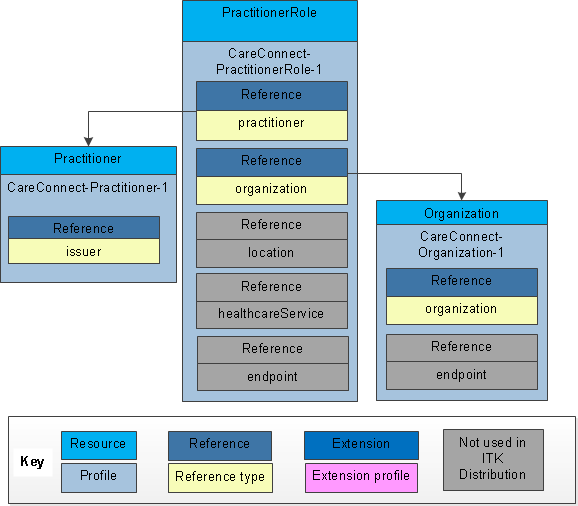 PractitionerRole
CareConnect-
PractitionerRole-1
Reference
practitioner
Reference
organization
Reference
location
Reference
healthcareService
Reference
endpoint
Practitioner
CareConnect-Practitioner-1
Reference
issuer
Organization
CareConnect-
Organization-1
Reference
organization
Reference
endpoint
Key
Resource
Profile
Reference
Reference type
Extension
Extension profile
Not used in
ITK
Distribution